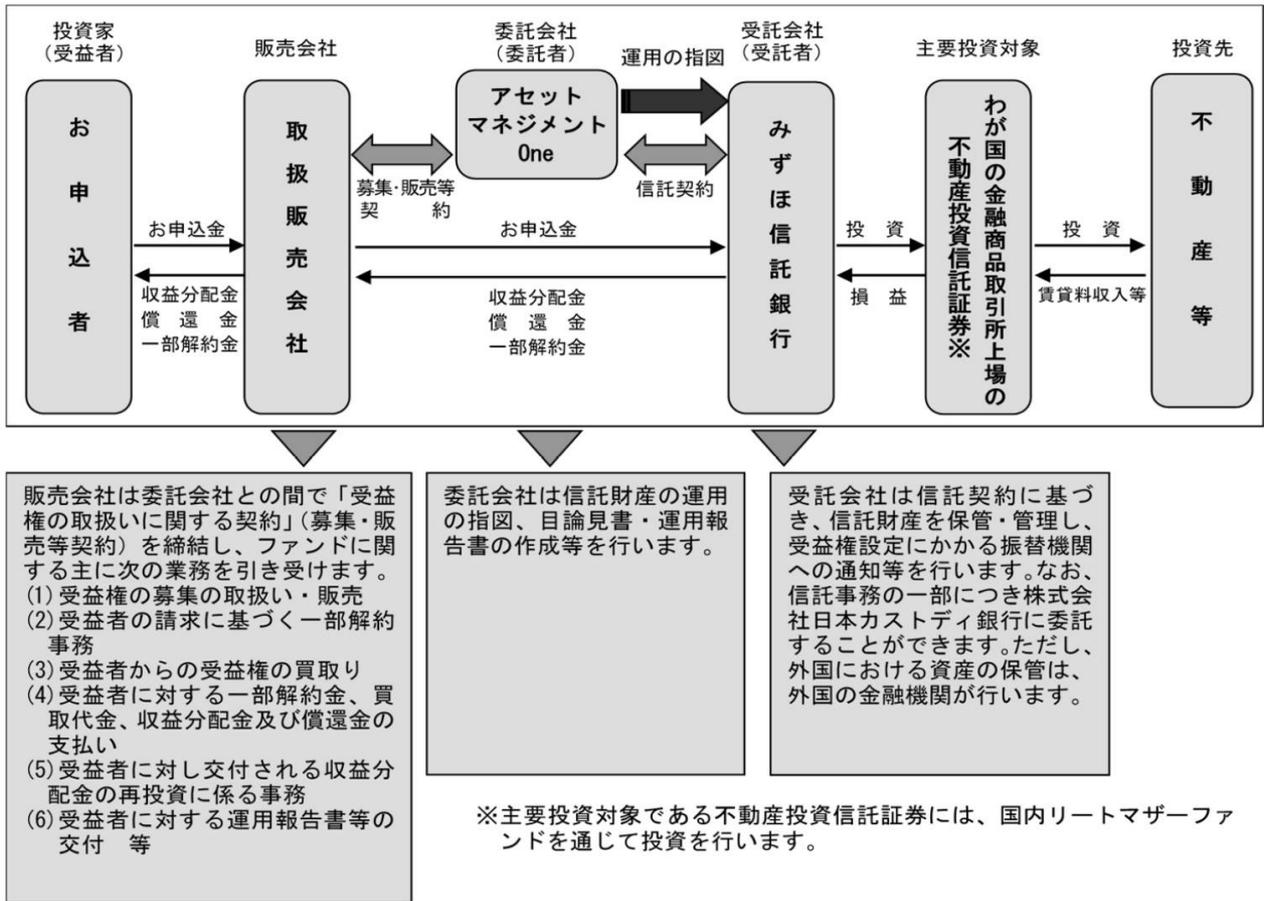 投資家
(受益者)
販売会社
委託会社
(委託者)
運用の指図
受託会社
(受託者)
主要投資対象
投資先
お申込者
取扱販売会社
アセット
マネジメント
One
みずほ信託銀行
わが国の金融商品取引所上場の
不動産投資信託証券※
不動産等
募集・販売等
契　約
信託契約
お申込金
収益分配金
償　還　金
一部解約金
お申込金
収益分配金
償　還　金
一部解約金
投　資
損　益
投　資
賃貸料収入等
販売会社は委託会社との間で「受益
権の取扱いに関する契約」（募集・販
売等契約）を締結し、ファンドに関
する主に次の業務を引き受けます。
(1)受益権の募集の取扱い・販売
(2)受益者の請求に基づく一部解約
事務
(3)受益者からの受益権の買取り
(4)受益者に対する一部解約金、買
取代金、収益分配金及び償還金の
支払い
(5)受益者に対し交付される収益分
配金の再投資に係る事務
(6)受益者に対する運用報告書等の
交付　等
委託会社は信託財産の運用
の指図、目論見書・運用報
告書の作成等を行います。
受託会社は信託契約に基づ
き、信託財産を保管・管理し、
受益権設定にかかる振替機関
への通知等を行います。なお、
信託事務の一部につき株式会
社日本カストディ銀行に委託
することができます。ただし、
外国における資産の保管は、
外国の金融機関が行います。
※主要投資対象である不動産投資信託証券には、国内リートマザーファ
ンドを通じて投資を行います。